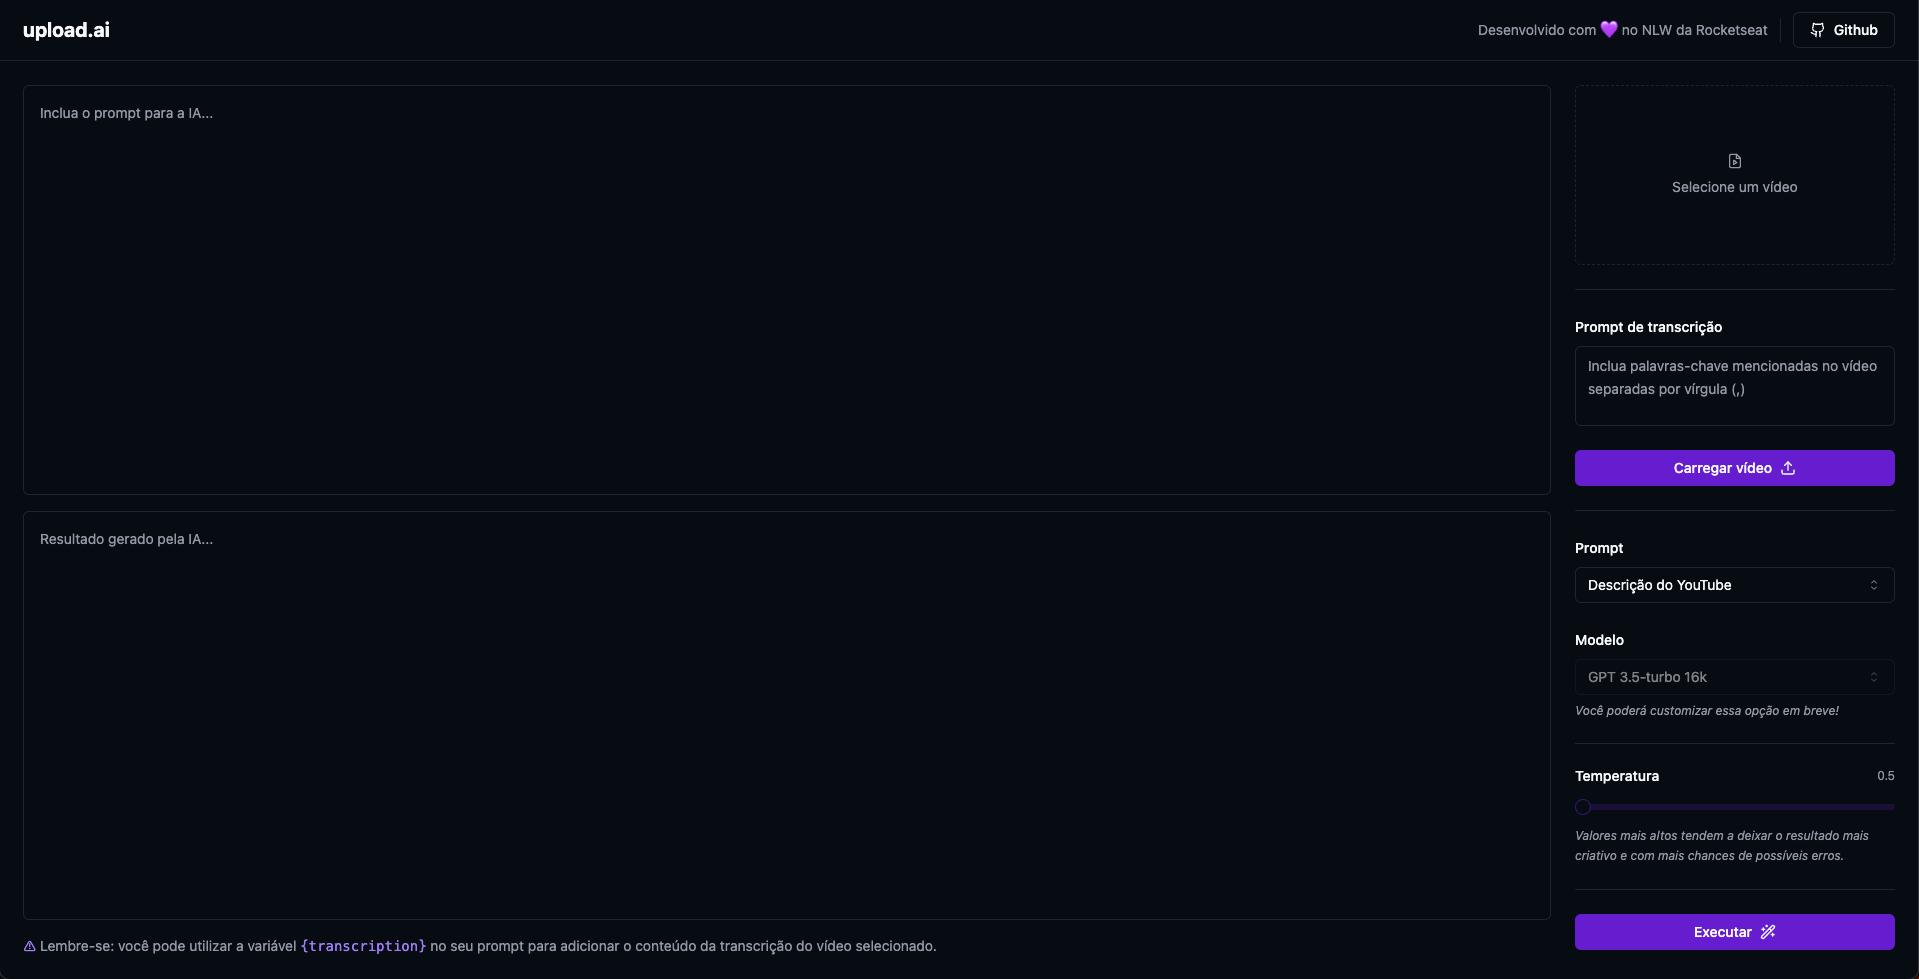 upload.ai
Desenvolvido com 💜 no NLW da Rocketseat
Github
Inclua o prompt para a IA...
Resultado gerado pela IA...
Lembre-se: você pode utilizar a variável {transcription} no seu prompt para adicionar o conteúdo da transcrição do vídeo selecionado.
Selecione um vídeo
Prompt de transcrição
Inclua palavras-chave mencionadas no vídeo
separadas por vírgula (,)
Carregar vídeo
Prompt
Descrição do YouTube
Modelo
GPT 3.5-turbo 16k
Você poderá customizar essa opção em breve!
Temperatura
0.5
Valores mais altos tendem a deixar o resultado mais
criativo e com mais chances de possíveis erros.
Executar